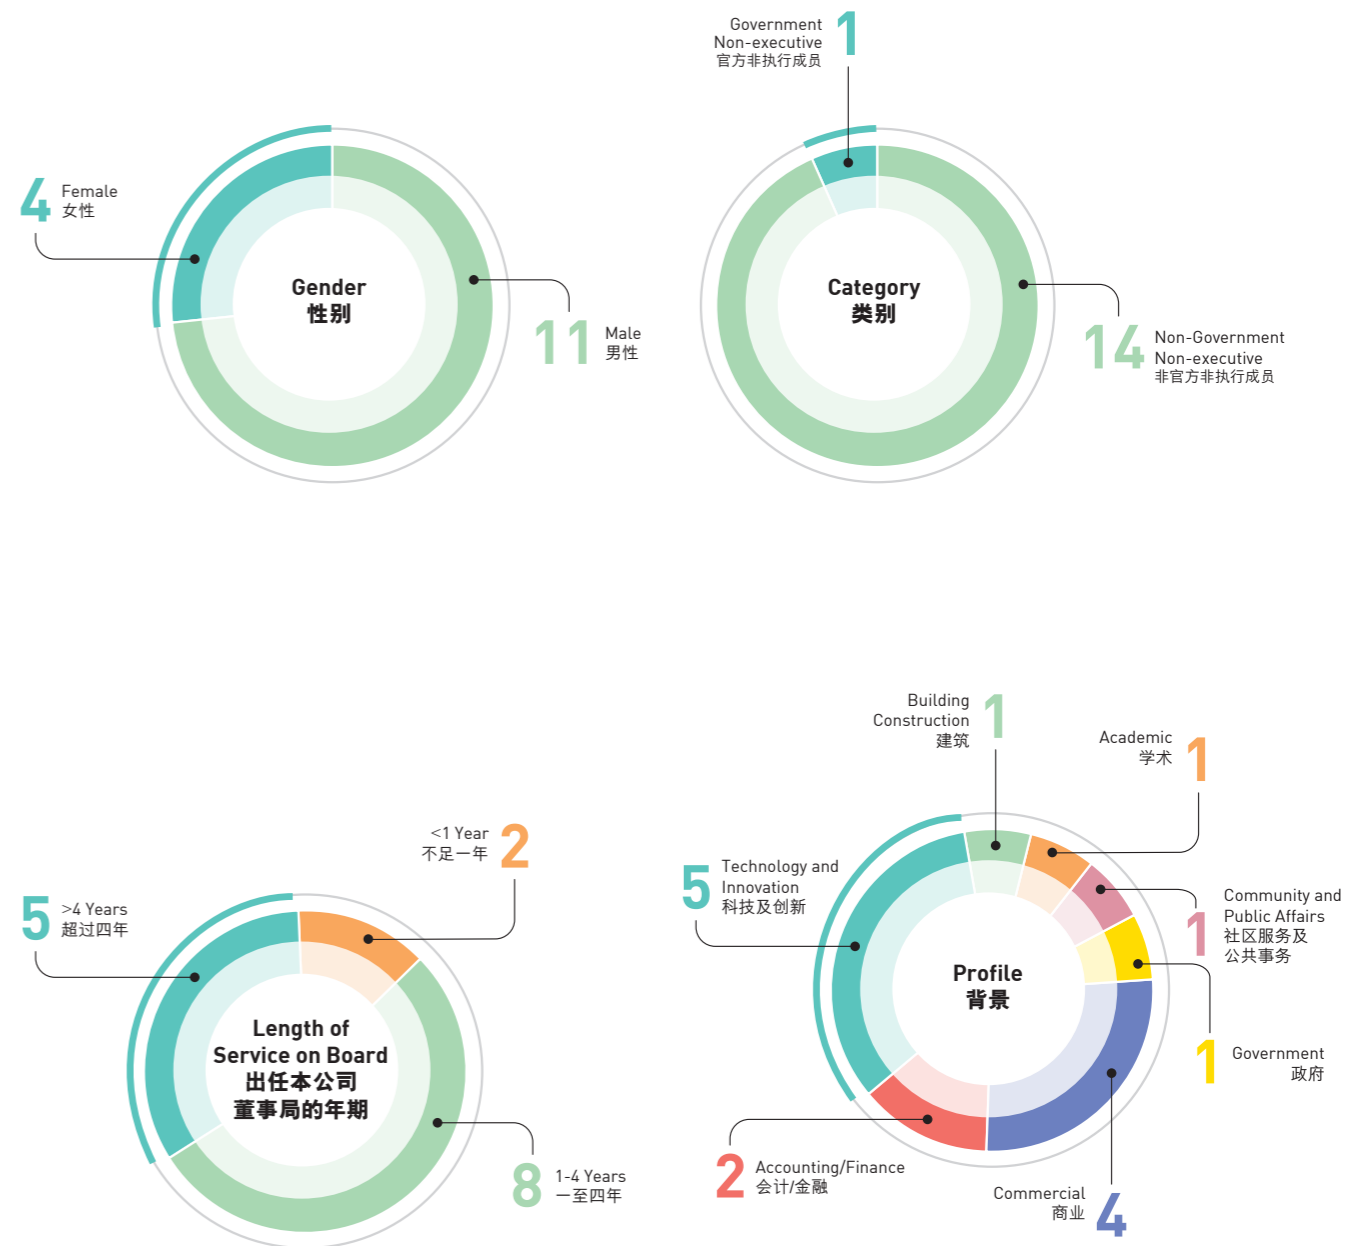 Government
Non-executive
官方非执行成员
1
4
Female
女性
Gender
性别
11
Male
男性
Category
类别
14
Non-Government
Non-executive
非官方非执行成员
<1 Year
不足一年
2
5
>4 Years
超过四年
Length of
Service on Board
出任本公司
董事局的年期
8
1-4 Years
一至四年
Building
Construction
建筑
1
Academic
学术
1
5
Technology and
Innovation
科技及创新
1
Community and
Public Affairs
社区服务及
公共事务
Profile
背景
1
Government
政府
2
Accounting/Finance
会计/金融
Commercial
商业
4